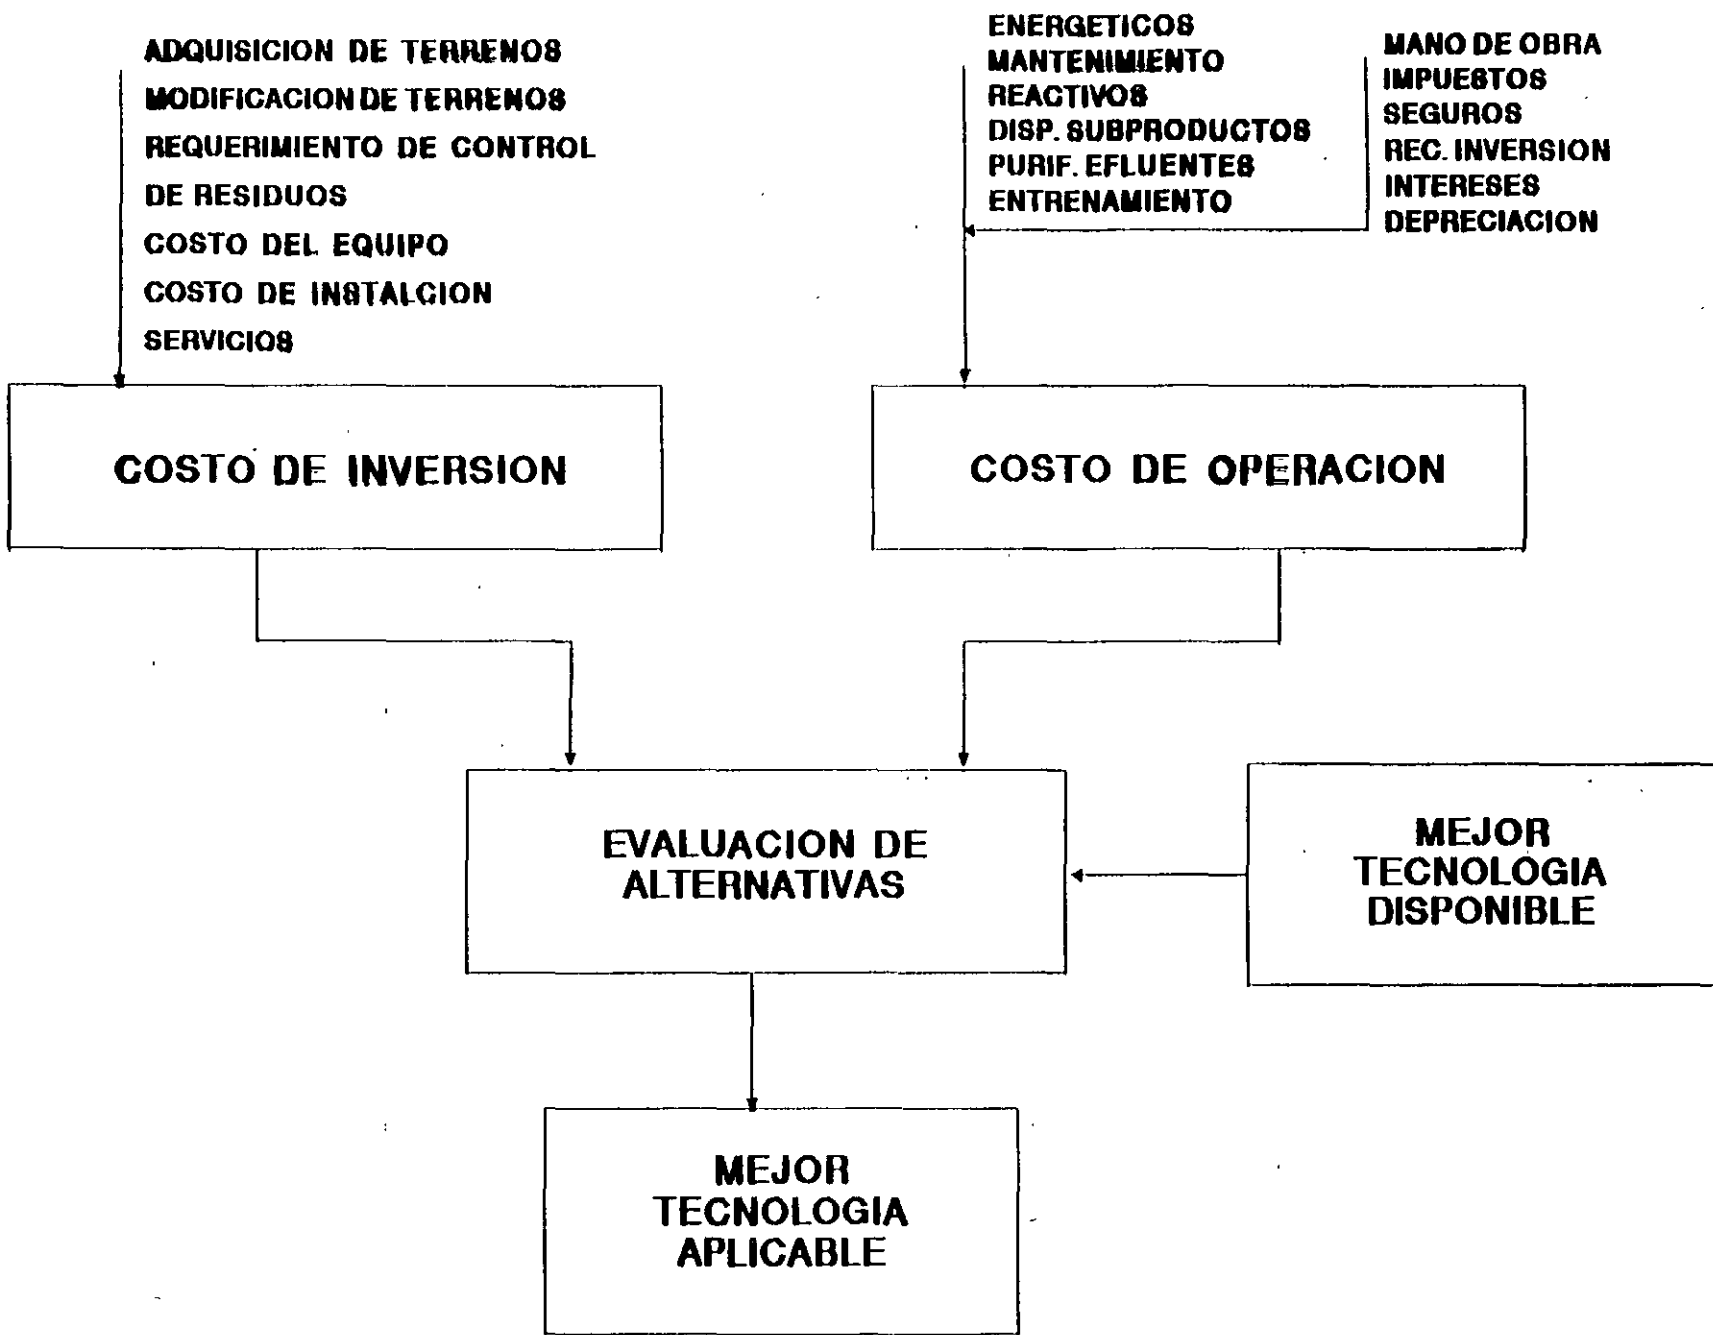 ADQUISICION DE TERRENOS
MODIFICACION DE TERRENOS
REQUERIMIENTO DE CONTROL
DE RESIDUOS
COSTO DEL EQUIPO
COSTO DE INSTALCION
SERVICIOS
ENERGETICOS
MANTENIMIENTO
REACTIVOS
DISP. SUBPRODUCTOS
PURIF. EFLUENTES
ENTRENAMIENTO
MANO DE OBRA
IMPUESTOS
SEGUROS
REC. INVERSION
INTERESES
DEPRECIACION
COSTO DE INVERSION
COSTO DE OPERACION
EVALUACION DE
ALTERNATIVAS
MEJOR
TECNOLOGIA
DISPONIBLE
MEJOR
TECNOLOGIA
APLICABLE